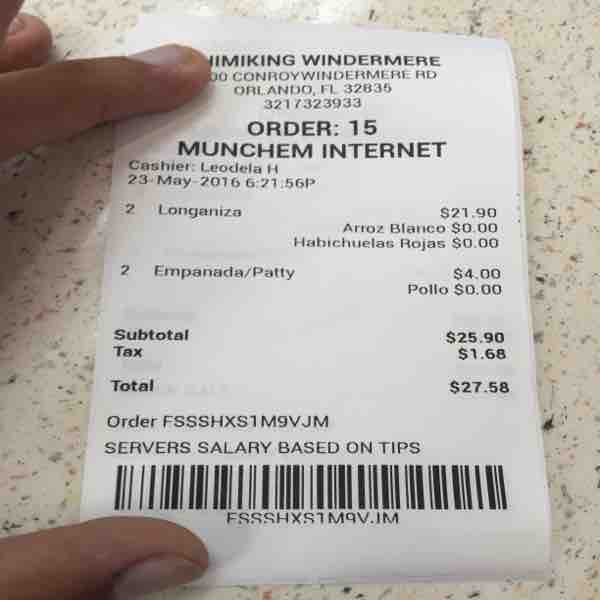 HIMIKING WINDERMERE
00 CONROYWINDERMERE RD
ORLANDO, FL 32835
3217323933
ORDER: 15
MUNCHEM INTERNET
Cashier: Leodela H
23-May-2016 6:21:56P
2 Longaniza $21.90
Arroz Blanco $0.00
Habichuelas Rojas $0.00
2 Empanada/Patty $4.00
Pollo $0.00
Subtotal $25.90
Tax $1.68
Total $27.58
Order FSSSHXS1M9VJM
SERVERS SALARY BASED ON TIPS
FSSSHXS1M9VJM